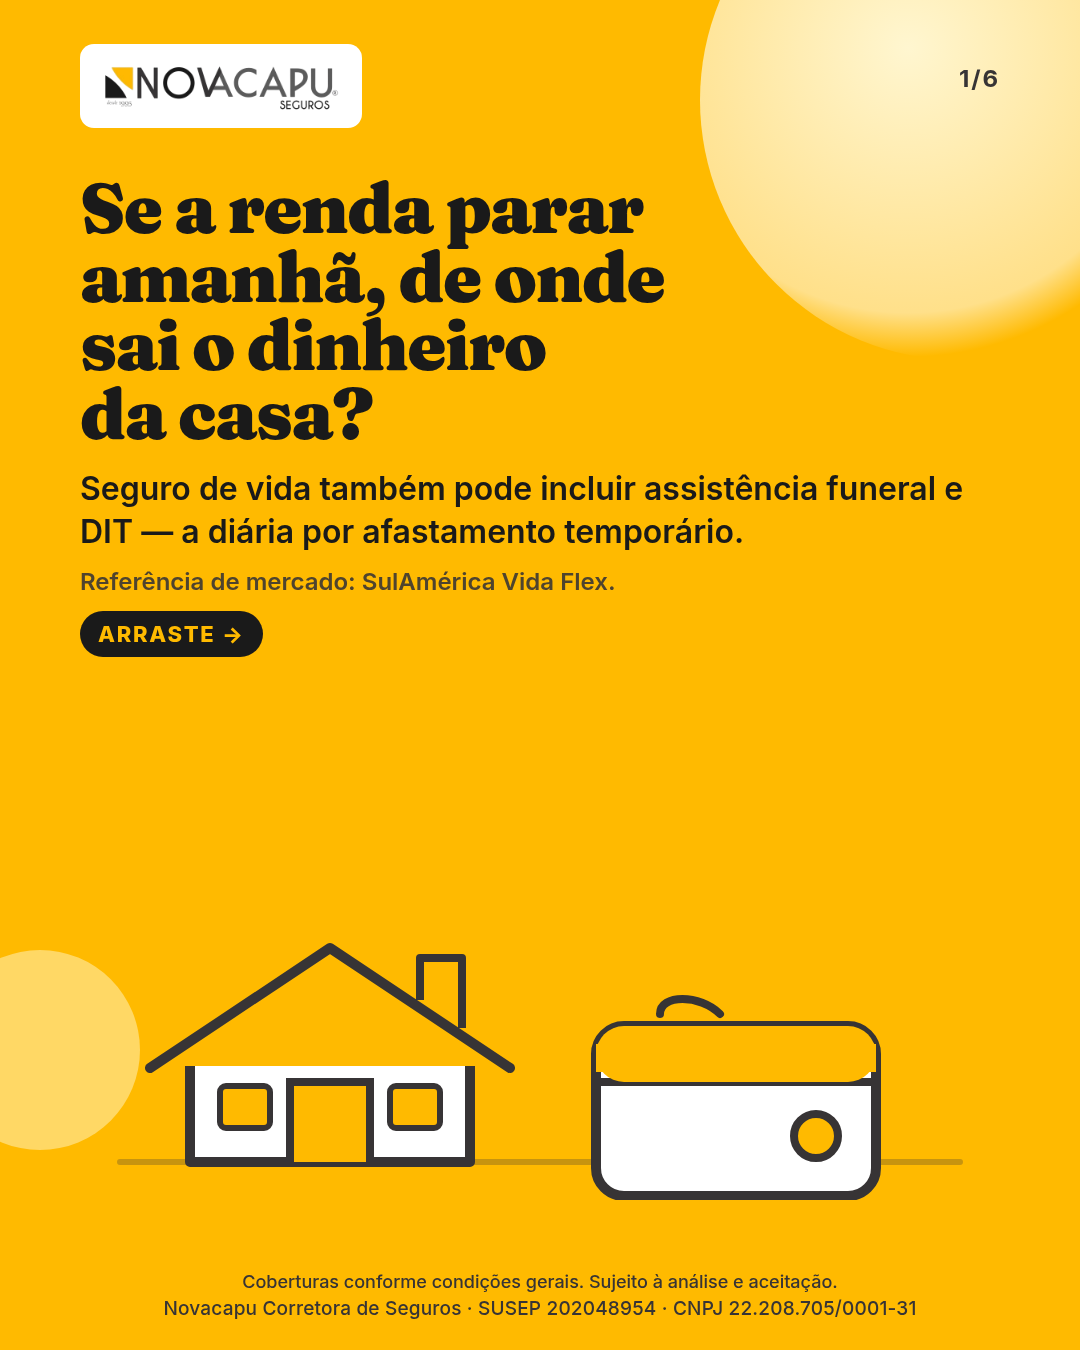 NOVACAPU®
desde 1995
SEGUROS
1/6
Se a renda parar
amanhã, de onde
sai o dinheiro
da casa?
Seguro de vida também pode incluir assistência funeral e
DIT — a diária por afastamento temporário.
Referência de mercado: SulAmérica Vida Flex.
ARRASTE →
Coberturas conforme condições gerais. Sujeito à análise e aceitação.
Novacapu Corretora de Seguros · SUSEP 202048954 · CNPJ 22.208.705/0001-31